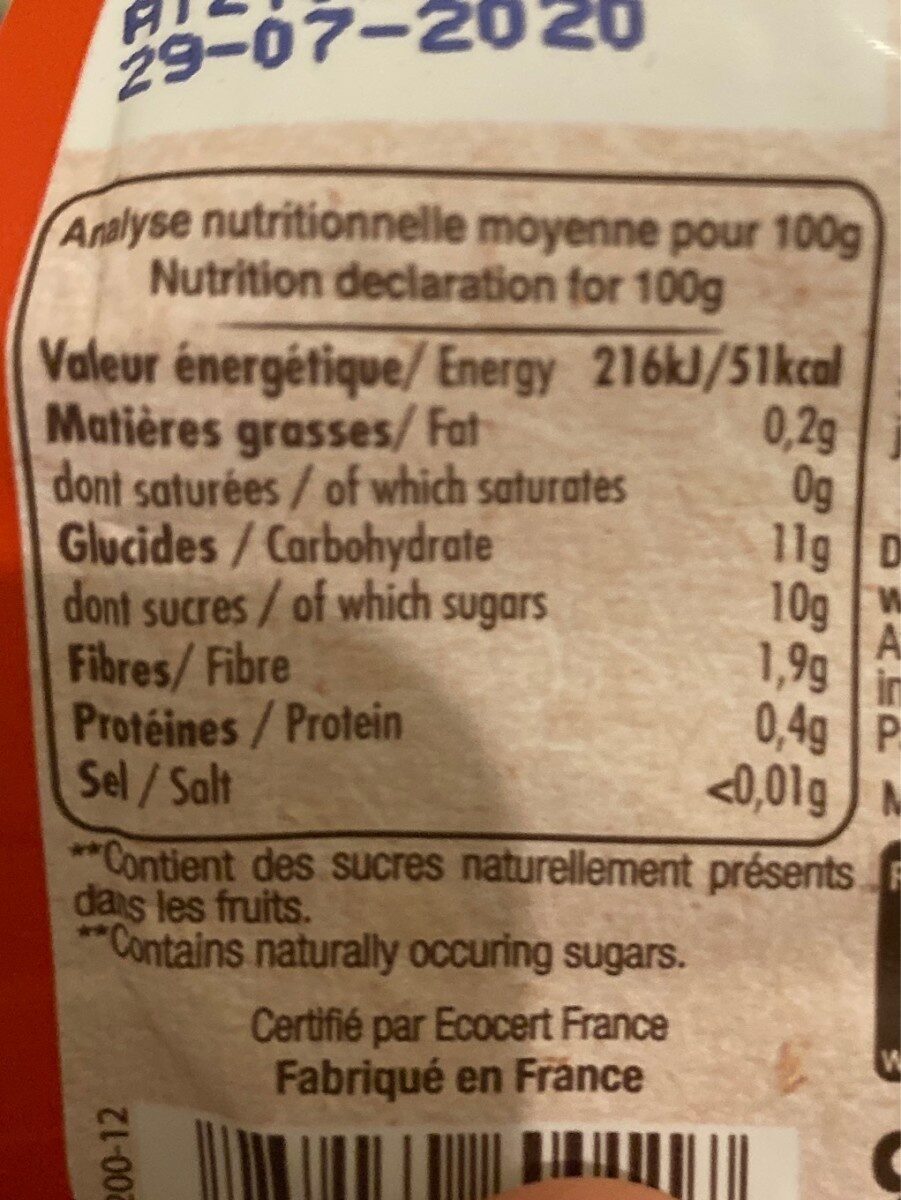 29-07-2020
Analyse nutritionnelle moyenne pour 100g
Nutrition declaration for 100g
Valeur énergétique/ Energy 216kJ/51kcal
Matières grasses/ Fat 0,2g
dont saturées / of which saturates 0g
Glucides / Carbohydrate 11g
dont sucres / of which sugars 10g
Fibres/ Fibre 1,9g
Protéines / Protein 0,4g
Sel / Salt <0,01g
**Contient des sucres naturellement présents
dans les fruits.
**Contains naturally occuring sugars.
Certifié par Ecocert France
Fabriqué en France
200-12